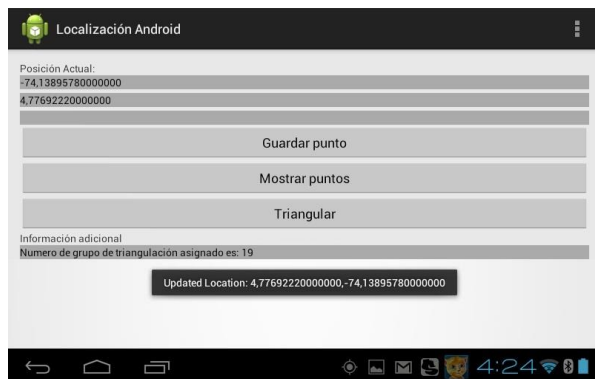 Localización Android
Posición Actual:
-74,13895780000000
4,77692220000000
Guardar punto
Mostrar puntos
Triangular
Información adicional
Numero de grupo de triangulación asignado es: 19
Updated Location: 4,77692220000000,-74,13895780000000
4:24